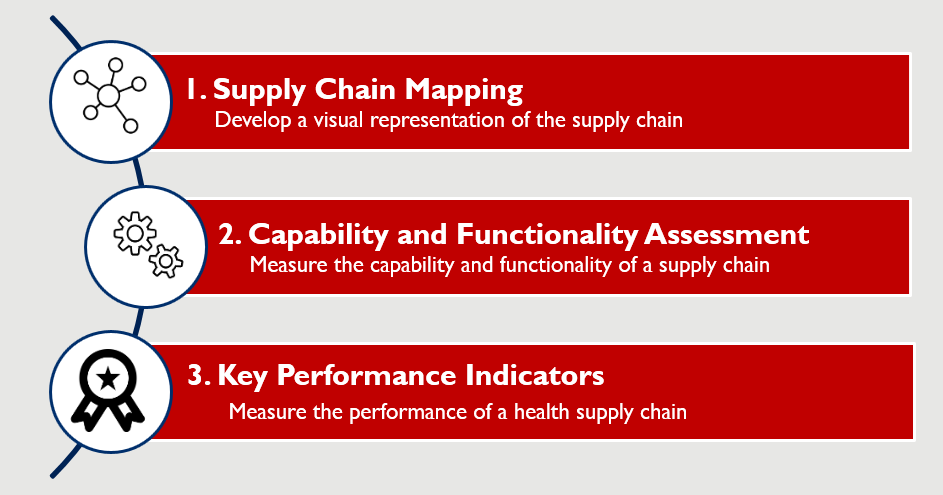 1. Supply Chain Mapping
Develop a visual representation of the supply chain
2. Capability and Functionality Assessment
Measure the capability and functionality of a supply chain
3. Key Performance Indicators
Measure the performance of a health supply chain